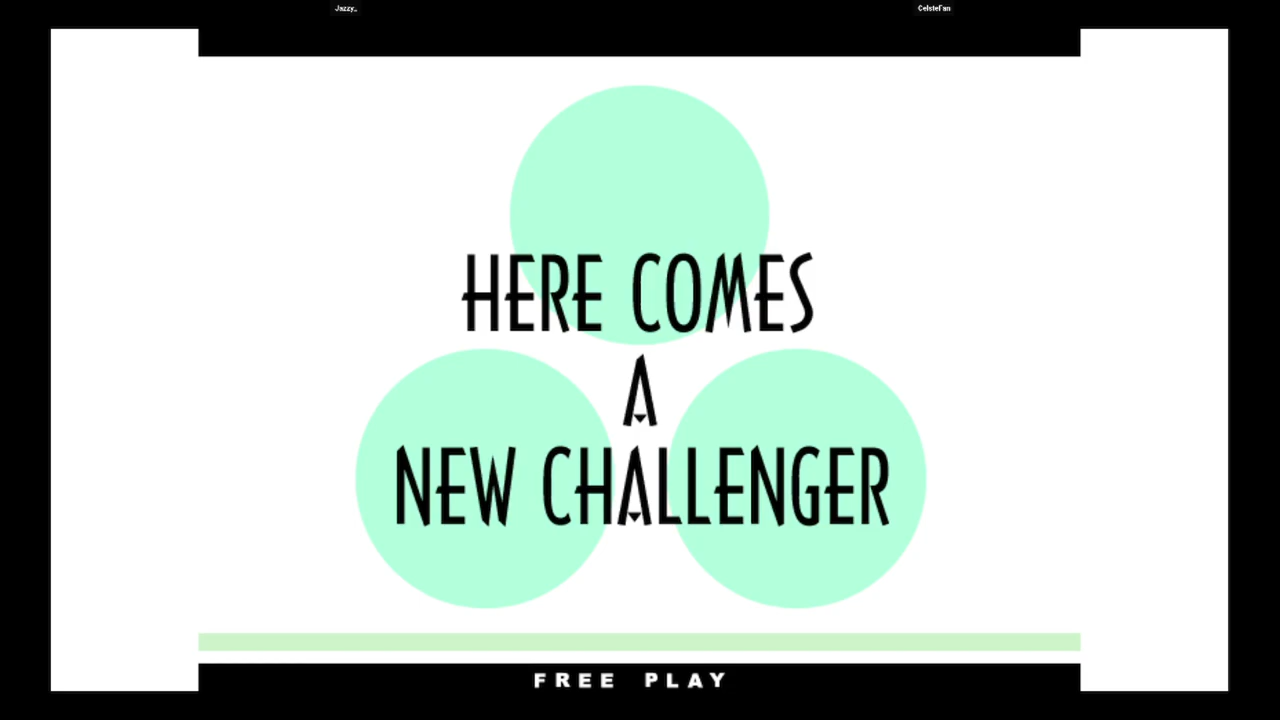 Jazzy_ CelsteFan
HERE COMES
A
NEW CHALLENGER
FREE PLAY